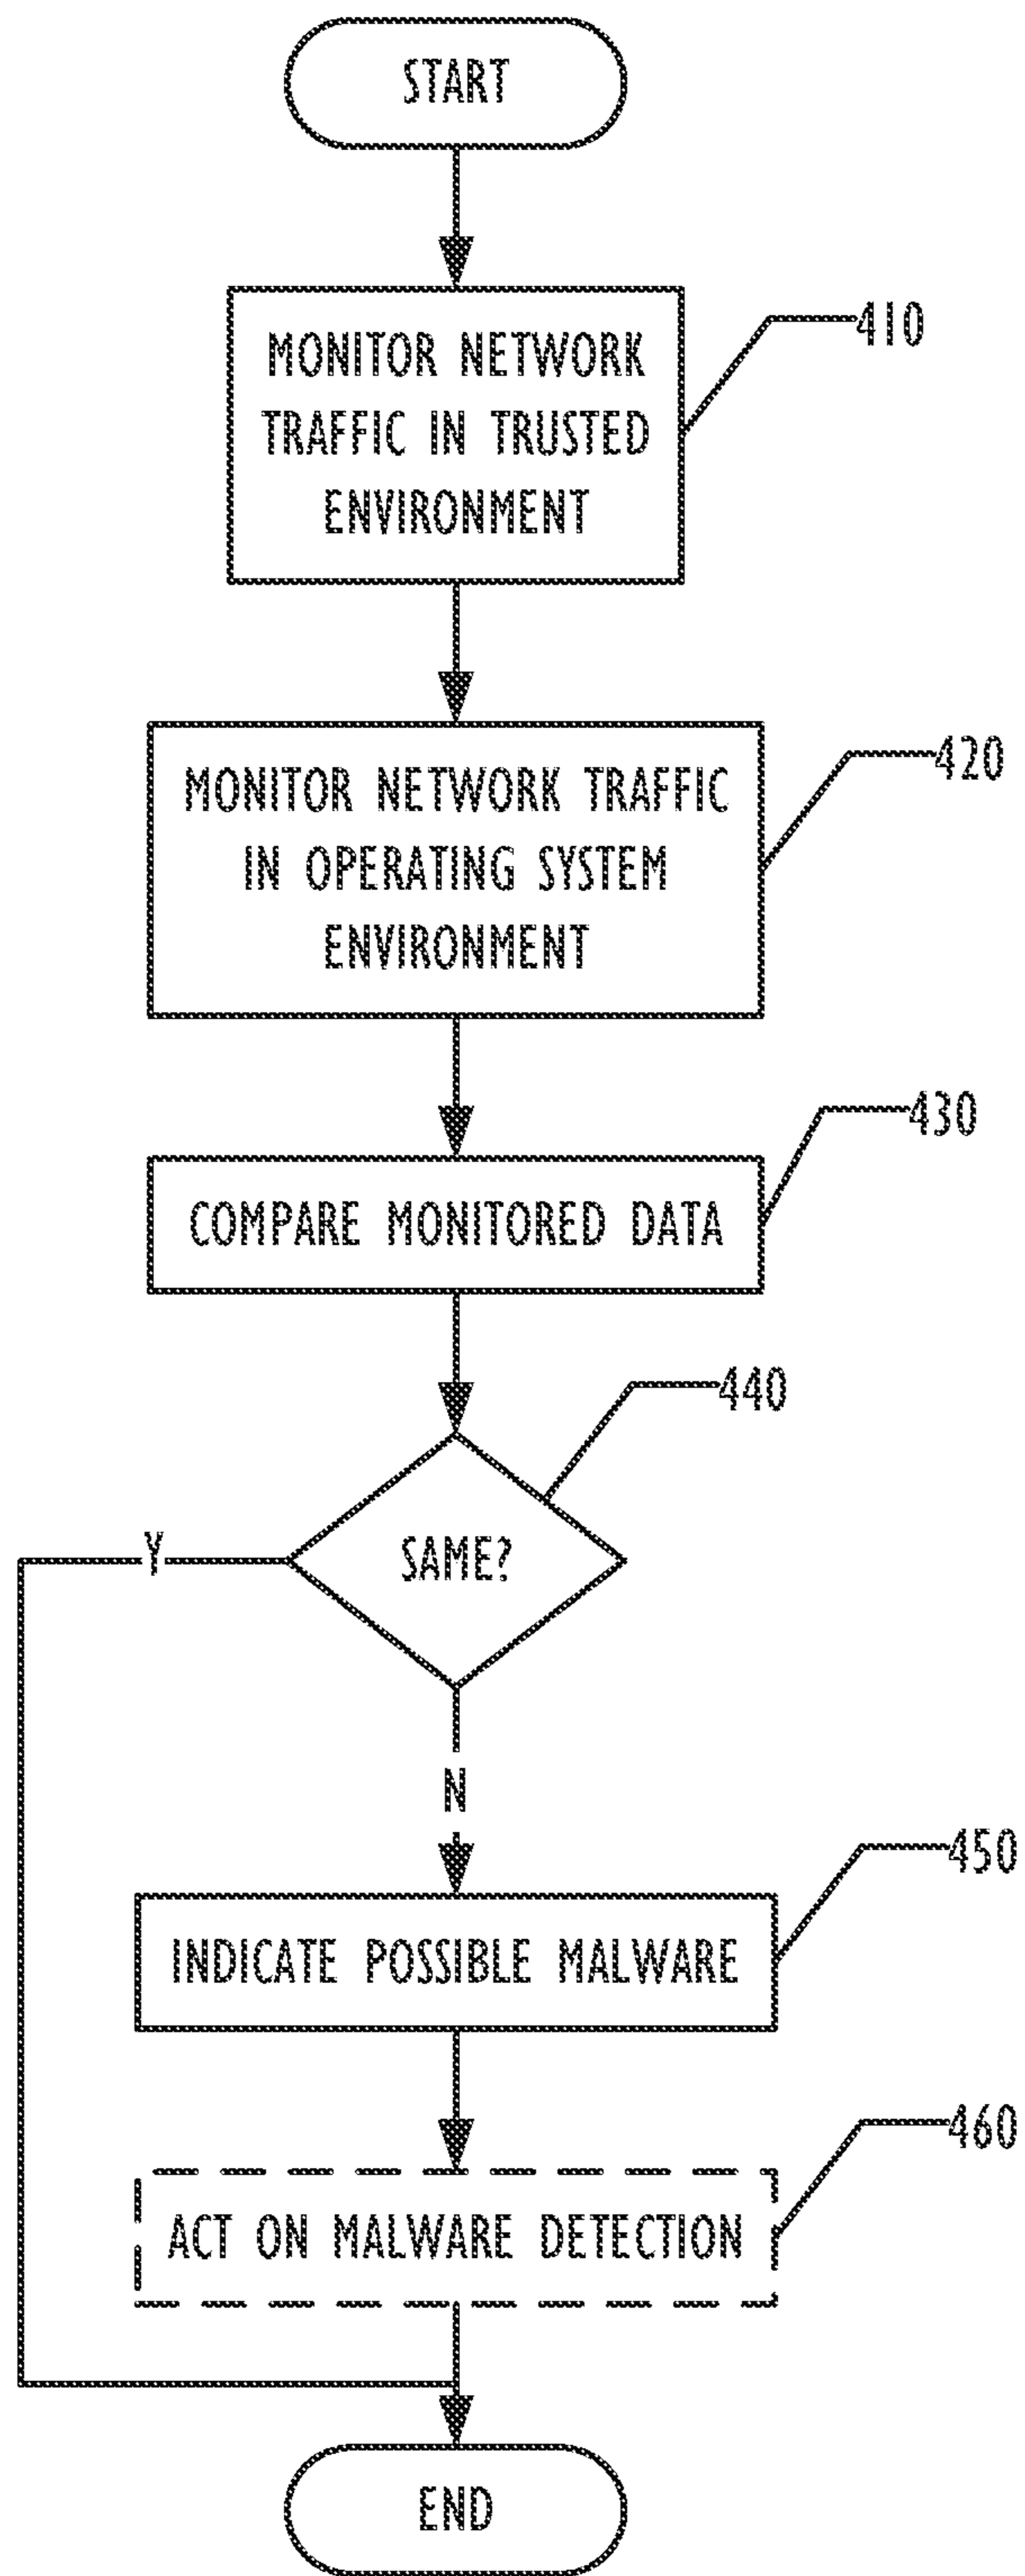 START
MONITOR NETWORK
TRAFFIC IN TRUSTED
ENVIRONMENT
410
MONITOR NETWORK TRAFFIC
IN OPERATING SYSTEM
ENVIRONMENT
420
COMPARE MONITORED DATA
430
SAME?
440
Y
N
INDICATE POSSIBLE MALWARE
450
ACT ON MALWARE DETECTION
460
END